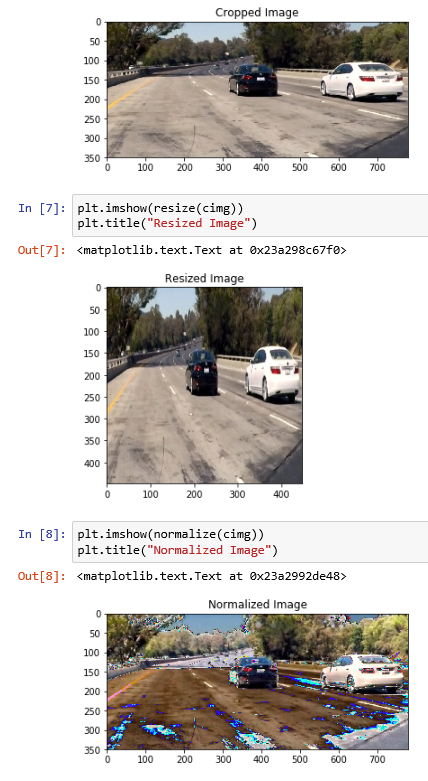 Cropped Image
0
50
100
150
200
250
300
350
0 100 200 300 400 500 600 700
In [7]: plt.imshow(resize(cimg))
plt.title("Resized Image")
Out[7]: <matplotlib.text.Text at 0x23a298c67f0>
Resized Image
0
50
100
150
200
250
300
350
400
0 100 200 300 400
In [8]: plt.imshow(normalize(cimg))
plt.title("Normalized Image")
Out[8]: <matplotlib.text.Text at 0x23a2992de48>
Normalized Image
0
50
100
150
200
250
300
350
0 100 200 300 400 500 600 700